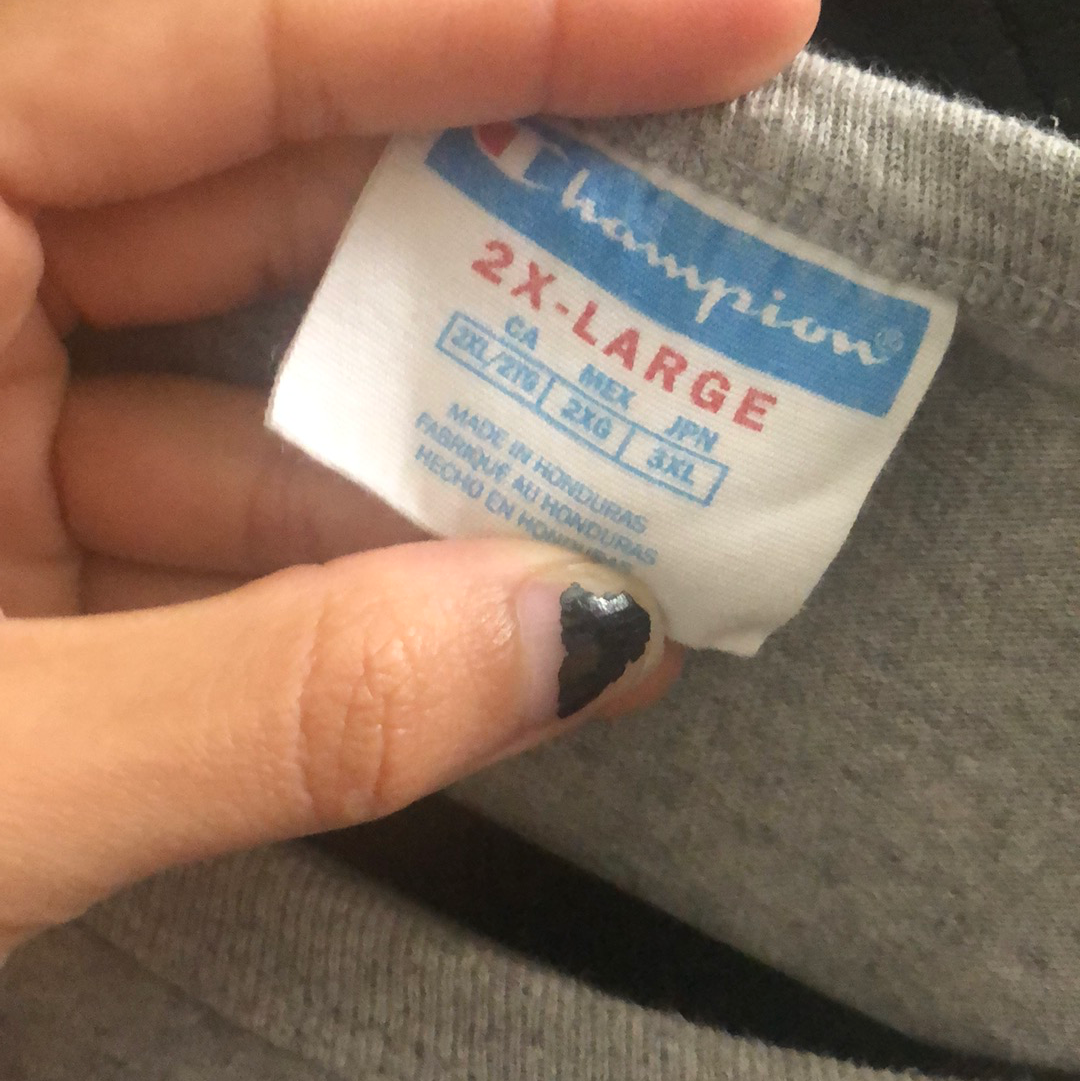 Champion®
2X-LARGE
CA MEX JPN
2XL/2TG 2XG 3XL
MADE IN HONDURAS
FABRIQUÉ AU HONDURAS
HECHO EN HONDURAS